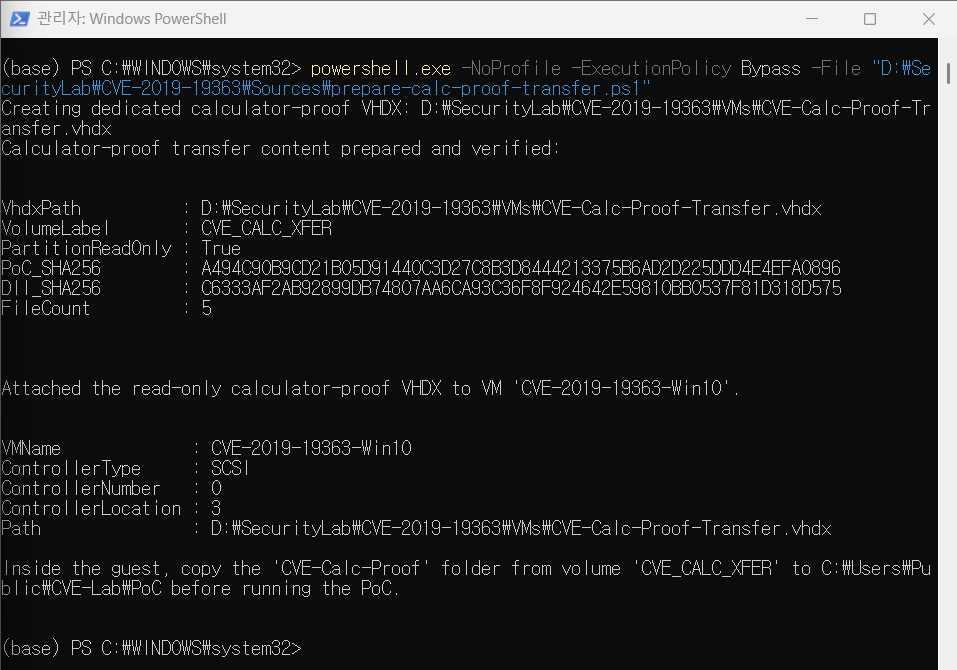 관리자: Windows PowerShell
(base) PS C:₩WINDOWS₩system32> powershell.exe -NoProfile -ExecutionPolicy Bypass -File "D:₩Se
curityLab₩CVE-2019-19363₩Sources₩prepare-calc-proof-transfer.ps1"
Creating dedicated calculator-proof VHDX: D:₩SecurityLab₩CVE-2019-19363₩VMs₩CVE-Calc-Proof-Tr
ansfer.vhdx
Calculator-proof transfer content prepared and verified:
VhdxPath : D:₩SecurityLab₩CVE-2019-19363₩VMs₩CVE-Calc-Proof-Transfer.vhdx
VolumeLabel : CVE_CALC_XFER
PartitionReadOnly : True
PoC_SHA256 : A494C90B9CD21B05D91440C3D27C8B3D8444213375B6AD2D225DDD4E4EFA0896
Dll_SHA256 : C6333AF2AB92899DB74807AA6CA93C36F8F924642E59810BB0537F81D318D575
FileCount : 5
Attached the read-only calculator-proof VHDX to VM 'CVE-2019-19363-Win10'.
VMName : CVE-2019-19363-Win10
ControllerType : SCSI
ControllerNumber : 0
ControllerLocation : 3
Path : D:₩SecurityLab₩CVE-2019-19363₩VMs₩CVE-Calc-Proof-Transfer.vhdx
Inside the guest, copy the 'CVE-Calc-Proof' folder from volume 'CVE_CALC_XFER' to C:₩Users₩Pu
blic₩CVE-Lab₩PoC before running the PoC.
(base) PS C:₩WINDOWS₩system32>